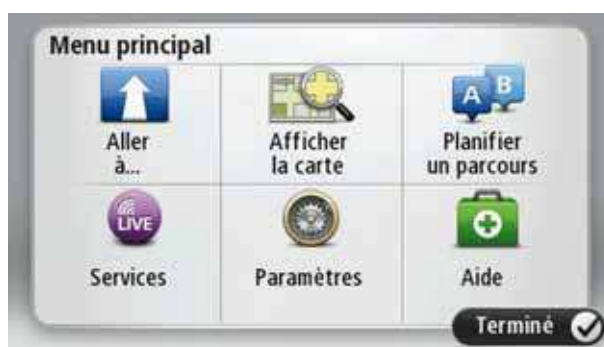 Menu principal
Aller
à...
Afficher
la carte
Planifier
un parcours
A
B
LIVE
Services
Paramètres
Aide
Terminé